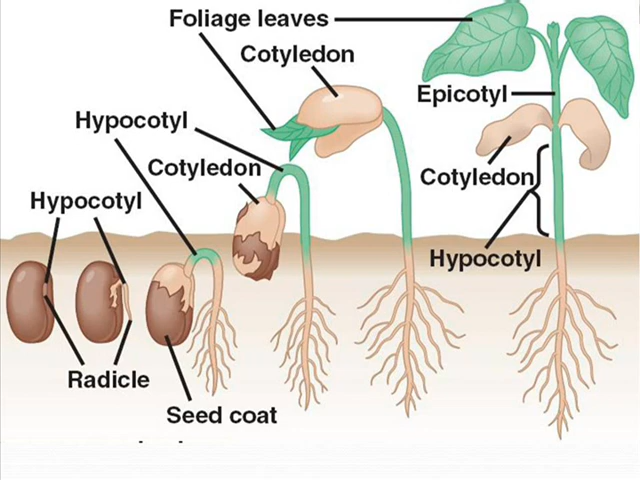 Foliage leaves
Cotyledon
Epicotyl
Hypocotyl
Cotyledon
Cotyledon
Hypocotyl
Hypocotyl
Radicle
Seed coat